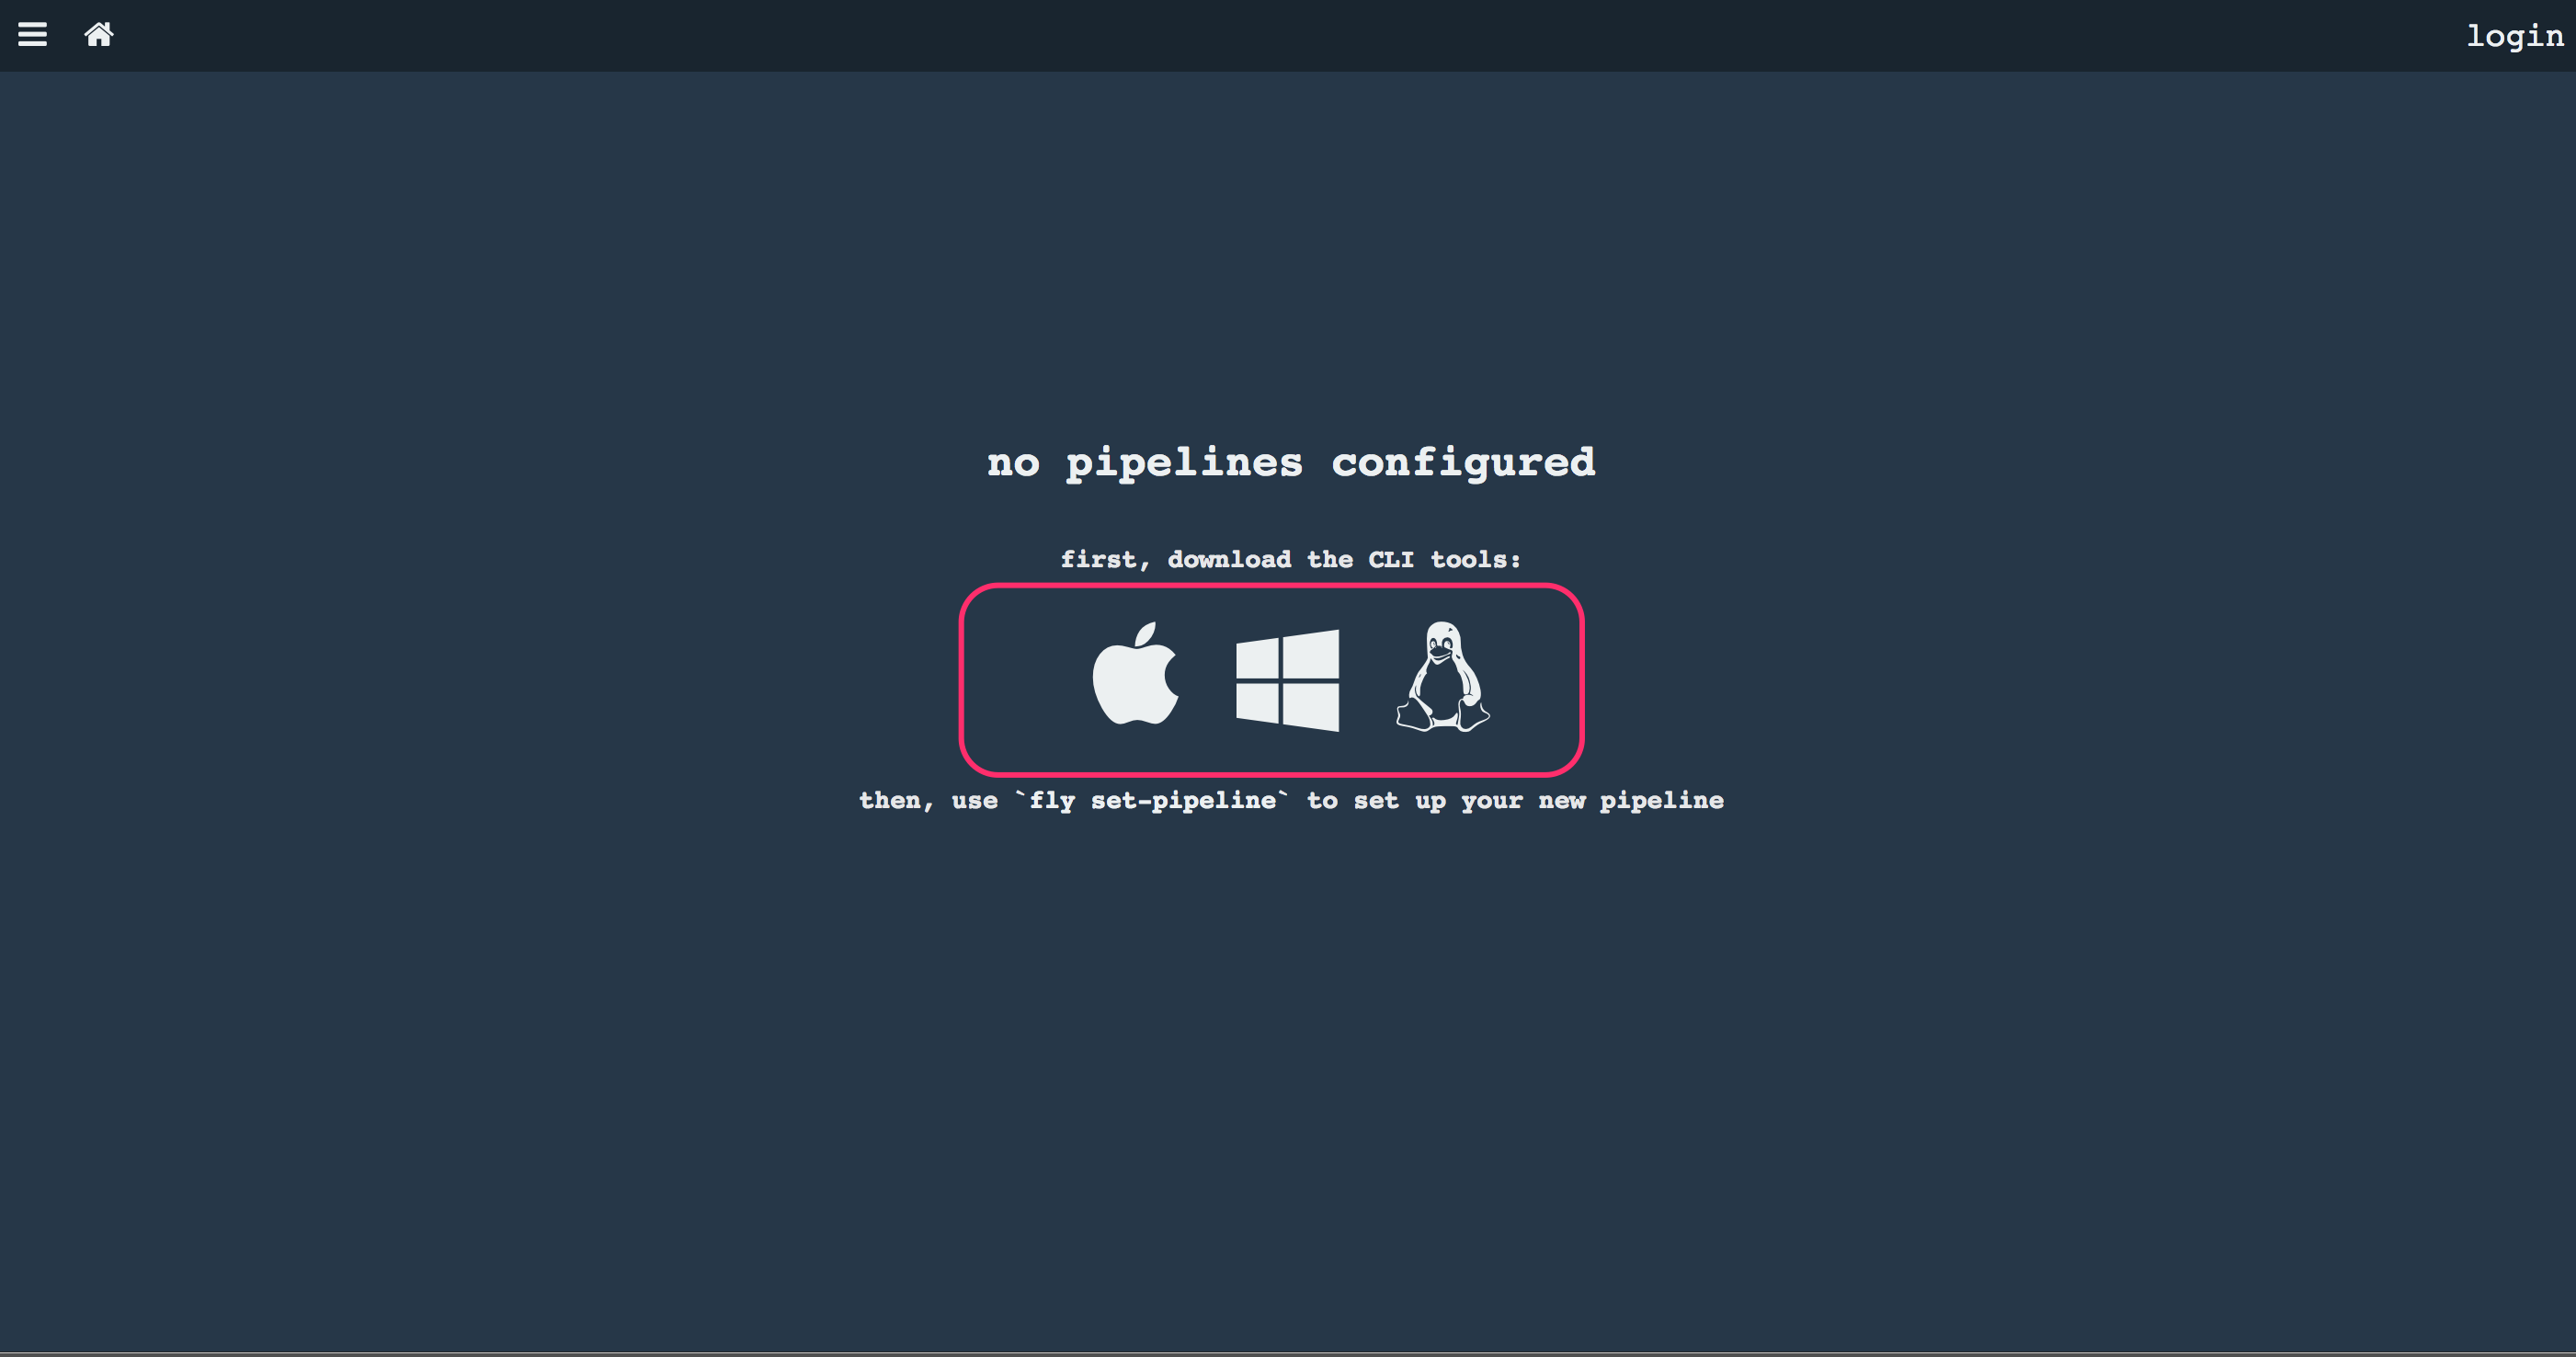 login
no pipelines configured
first, download the CLI tools:
then, use `fly set-pipeline` to set up your new pipeline